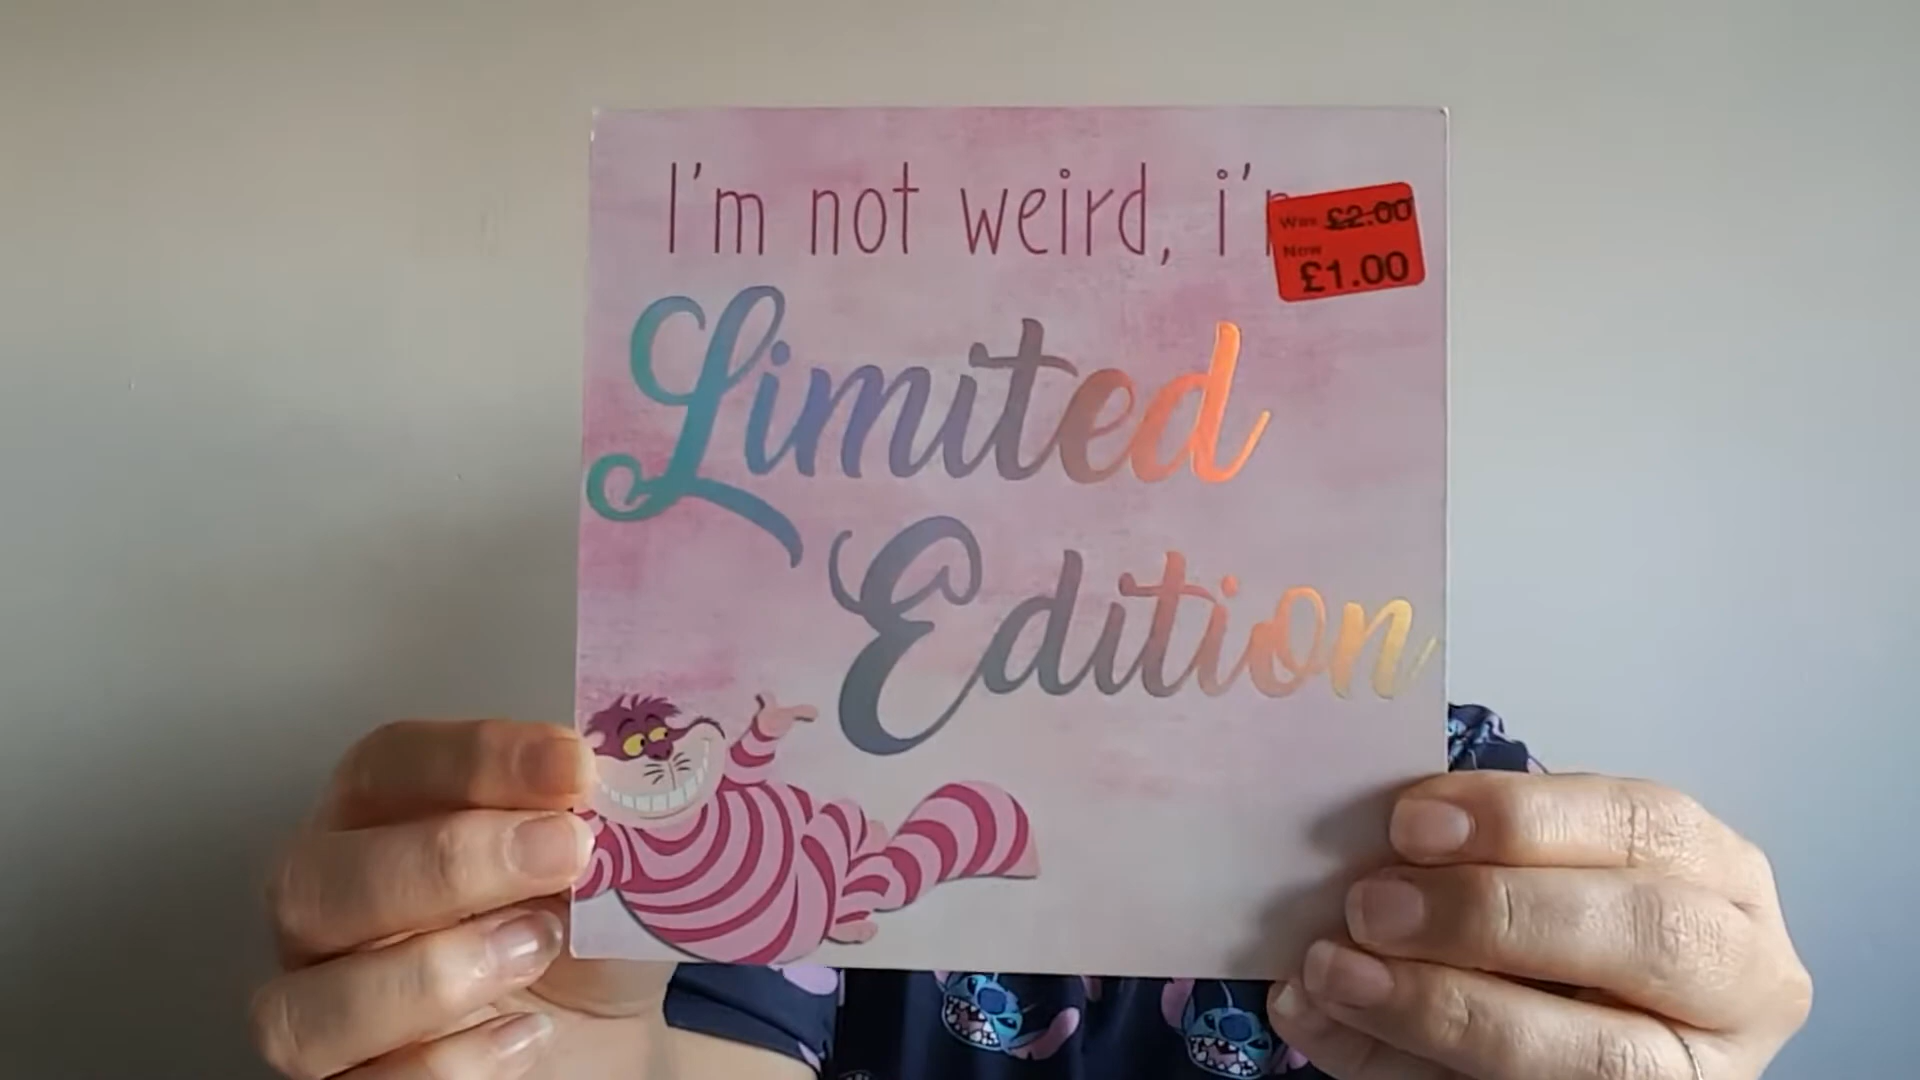 I'm not weird, i'm
Was £2.00
Now
£1.00
Limited
Edition